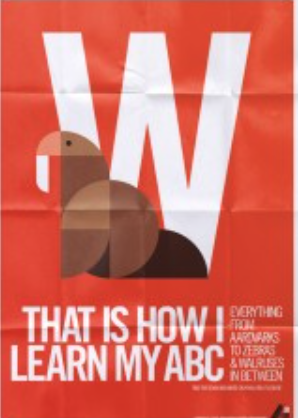 W
THAT IS HOW I
LEARN MY ABC
EVERYTHING
FROM
AARDVARKS
TO ZEBRAS
& WALRUSES
IN BETWEEN